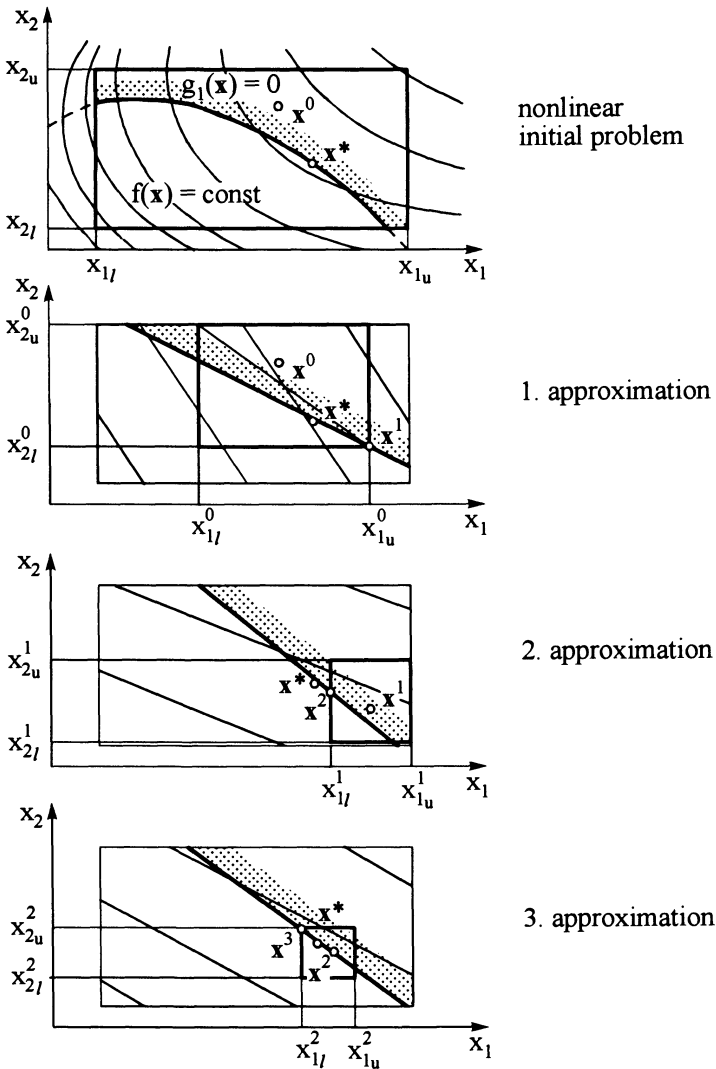 x₂
x₂ᵤ
g₁(x) = 0
x⁰
x*
f(x) = const
x₂ₗ
x₁ₗ
x₁ᵤ
x₁
nonlinear
initial problem
x₂
x₂ᵤ⁰
x⁰
x*
x¹
x₂ₗ⁰
x₁ₗ⁰
x₁ᵤ⁰
x₁
1. approximation
x₂
x₂ᵤ¹
x*
x²
x¹
x₂ₗ¹
x₁ₗ¹
x₁ᵤ¹
x₁
2. approximation
x₂
x₂ᵤ²
x*
x³
x²
x₂ₗ²
x₁ₗ²
x₁ᵤ²
x₁
3. approximation